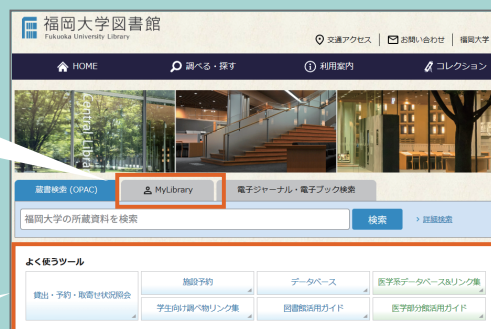 福岡大学図書館
Fukuoka University Library
交通アクセス | お問い合わせ | 福岡大学
HOME 調べる・探す 利用案内 コレクション
蔵書検索 (OPAC) MyLibrary 電子ジャーナル・電子ブック検索
福岡大学の所蔵資料を検索 検索 > 詳細検索
よく使うツール
貸出・予約・取寄せ状況照会 施設予約 データベース 医学系データベース&リンク集
学生向け調べ物リンク集 図書館活用ガイド 医学部分館活用ガイド